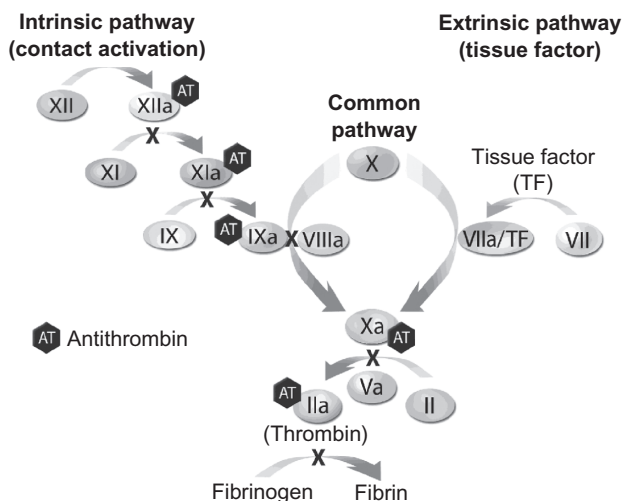 Intrinsic pathway
(contact activation)
Extrinsic pathway
(tissue factor)
XII
XIIa
AT
X
Common
pathway
XI
XIa
AT
X
X
Tissue factor
(TF)
IX
AT
IXa
X
VIIIa
VIIa/TF
VII
Xa
AT
AT Antithrombin
X
Va
AT
IIa
II
(Thrombin)
X
Fibrinogen
Fibrin